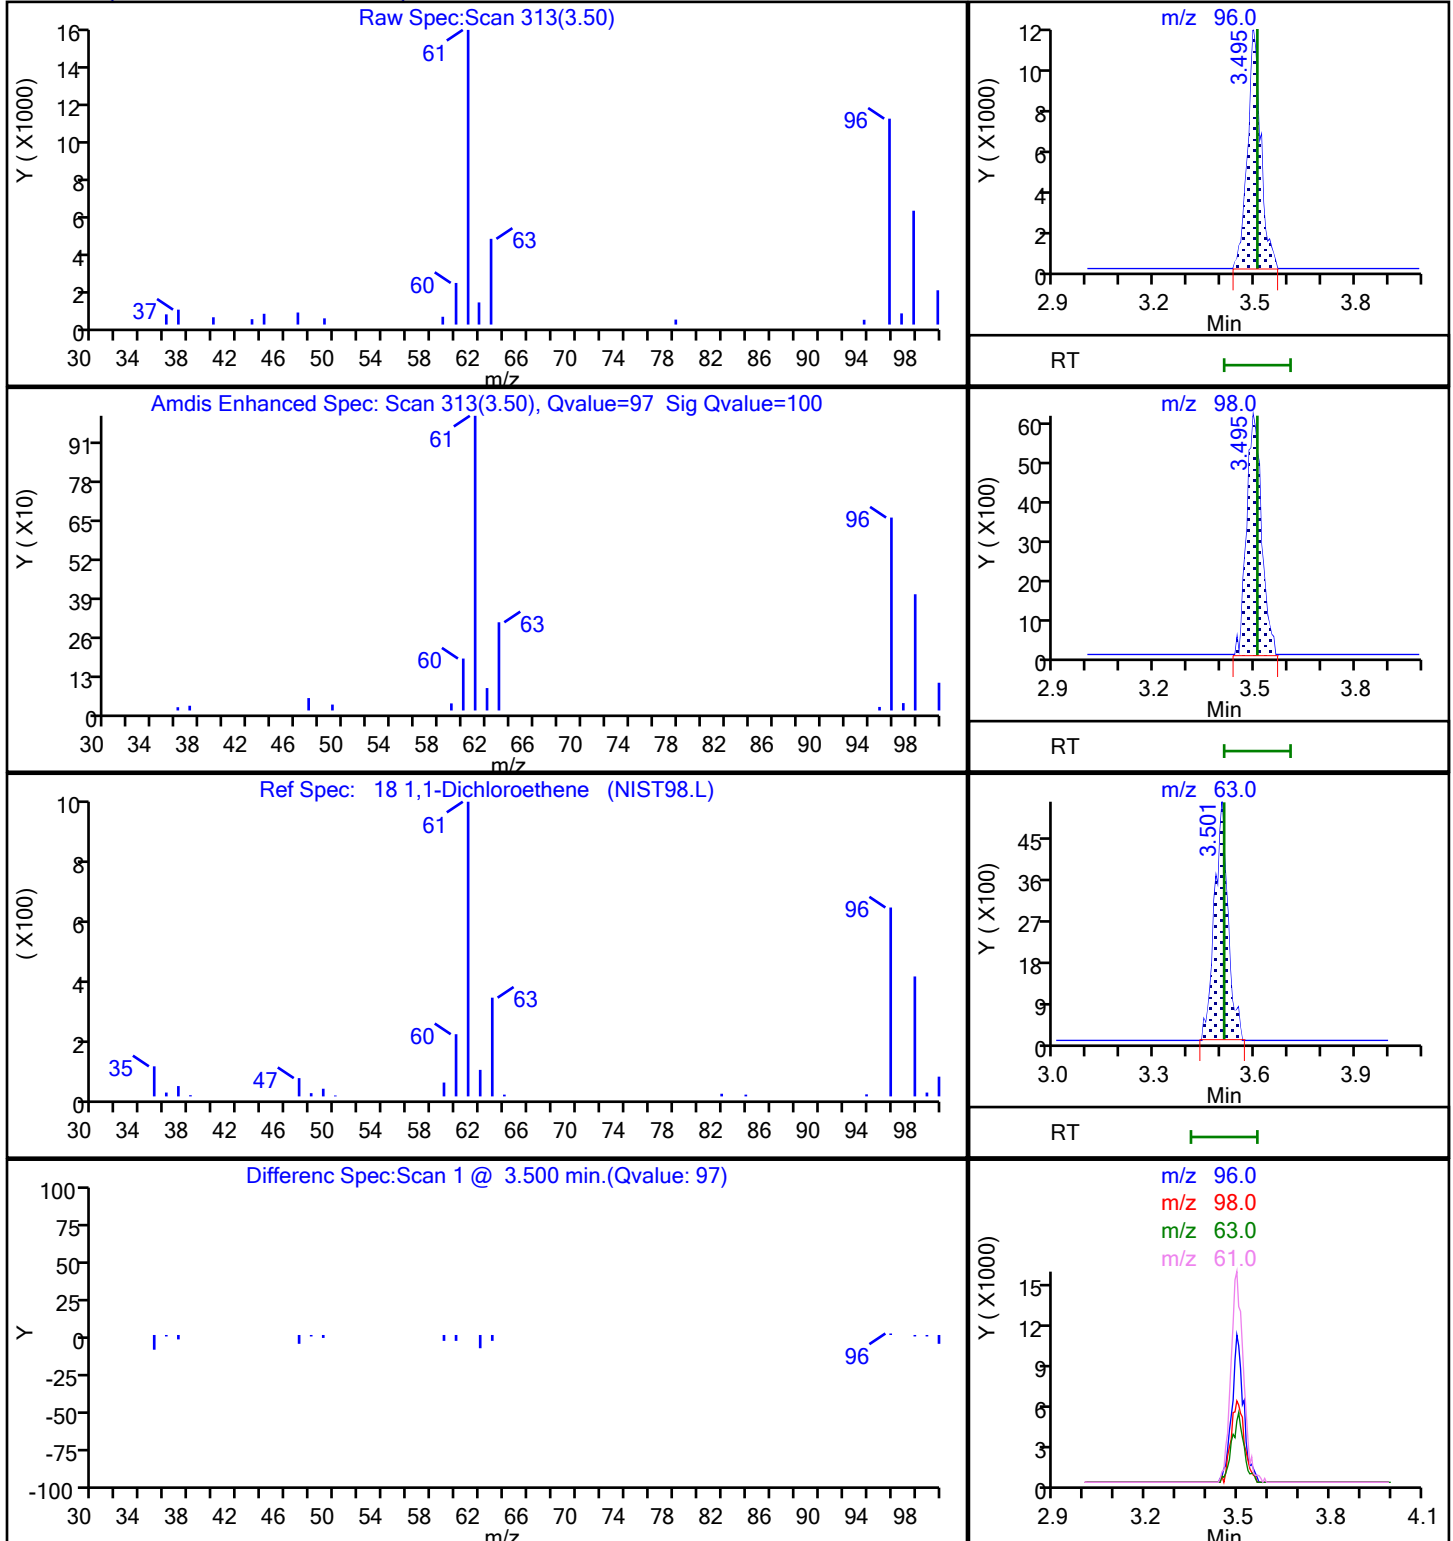 Raw Spec:Scan 313(3.50)
Y ( X1000)
16
14
12
10
8
6
4
2
0
61
96
63
60
37
30 34 38 42 46 50 54 58 62 66 70 74 78 82 86 90 94 98
m/z
m/z 96.0
Y ( X1000)
12
10
8
6
4
2
0
3.495
2.9 3.2 3.5 3.8
Min
RT
Amdis Enhanced Spec: Scan 313(3.50), Qvalue=97 Sig Qvalue=100
Y ( X10)
91
78
65
52
39
26
13
0
61
96
63
60
30 34 38 42 46 50 54 58 62 66 70 74 78 82 86 90 94 98
m/z
m/z 98.0
Y ( X100)
60
50
40
30
20
10
0
3.495
2.9 3.2 3.5 3.8
Min
RT
Ref Spec: 18 1,1-Dichloroethene (NIST98.L)
( X100)
10
8
6
4
2
0
61
96
63
60
35
47
30 34 38 42 46 50 54 58 62 66 70 74 78 82 86 90 94 98
m/z
m/z 63.0
Y ( X100)
45
36
27
18
9
0
3.501
3.0 3.3 3.6 3.9
Min
RT
Differenc Spec:Scan 1 @ 3.500 min.(Qvalue: 97)
Y
100
75
50
25
0
-25
-50
-75
-100
96
30 34 38 42 46 50 54 58 62 66 70 74 78 82 86 90 94 98
m/z
m/z 96.0
m/z 98.0
m/z 63.0
m/z 61.0
Y ( X1000)
15
12
9
6
3
0
2.9 3.2 3.5 3.8 4.1
Min